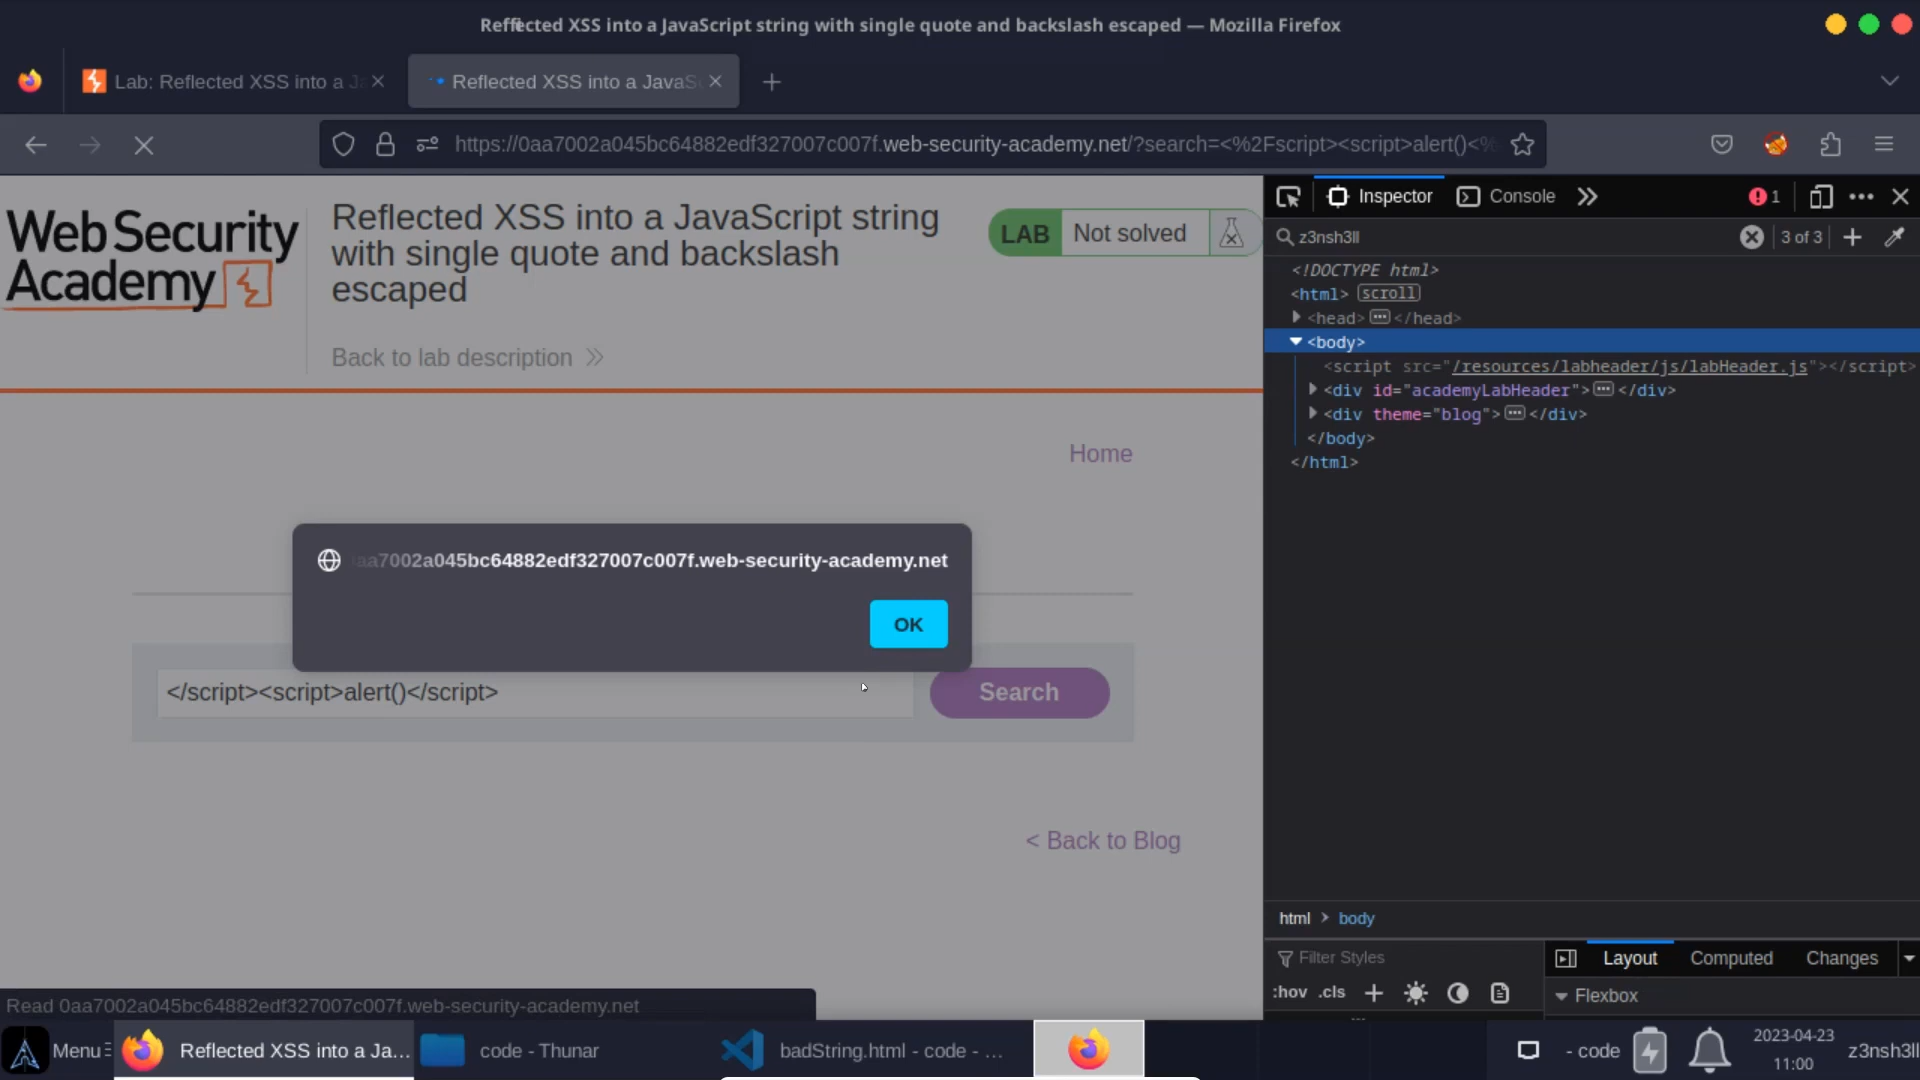 Reflected XSS into a JavaScript string with single quote and backslash escaped — Mozilla Firefox
Lab: Reflected XSS into a Ja
Reflected XSS into a JavaSc
https://0aa7002a045bc64882edf327007c007f.web-security-academy.net/?search=<%2Fscript><script>alert()<%
Web Security
Academy
Reflected XSS into a JavaScript string
with single quote and backslash
escaped
LAB Not solved
Back to lab description
Home
aa7002a045bc64882edf327007c007f.web-security-academy.net
OK
</script><script>alert()</script>
Search
< Back to Blog
Read 0aa7002a045bc64882edf327007c007f.web-security-academy.net
Inspector Console 1
z3nsh3ll 3 of 3
<!DOCTYPE html>
<html> scroll
<head> </head>
<body>
<script src="/resources/labheader/js/labHeader.js"></script>
<div id="academyLabHeader"> </div>
<div theme="blog"> </div>
</body>
</html>
html > body
Filter Styles
:hov .cls
Layout Computed Changes
Flexbox
Menu
Reflected XSS into a Ja...
code - Thunar
badString.html - code - ...
- code
2023-04-23
11:00
z3nsh3ll